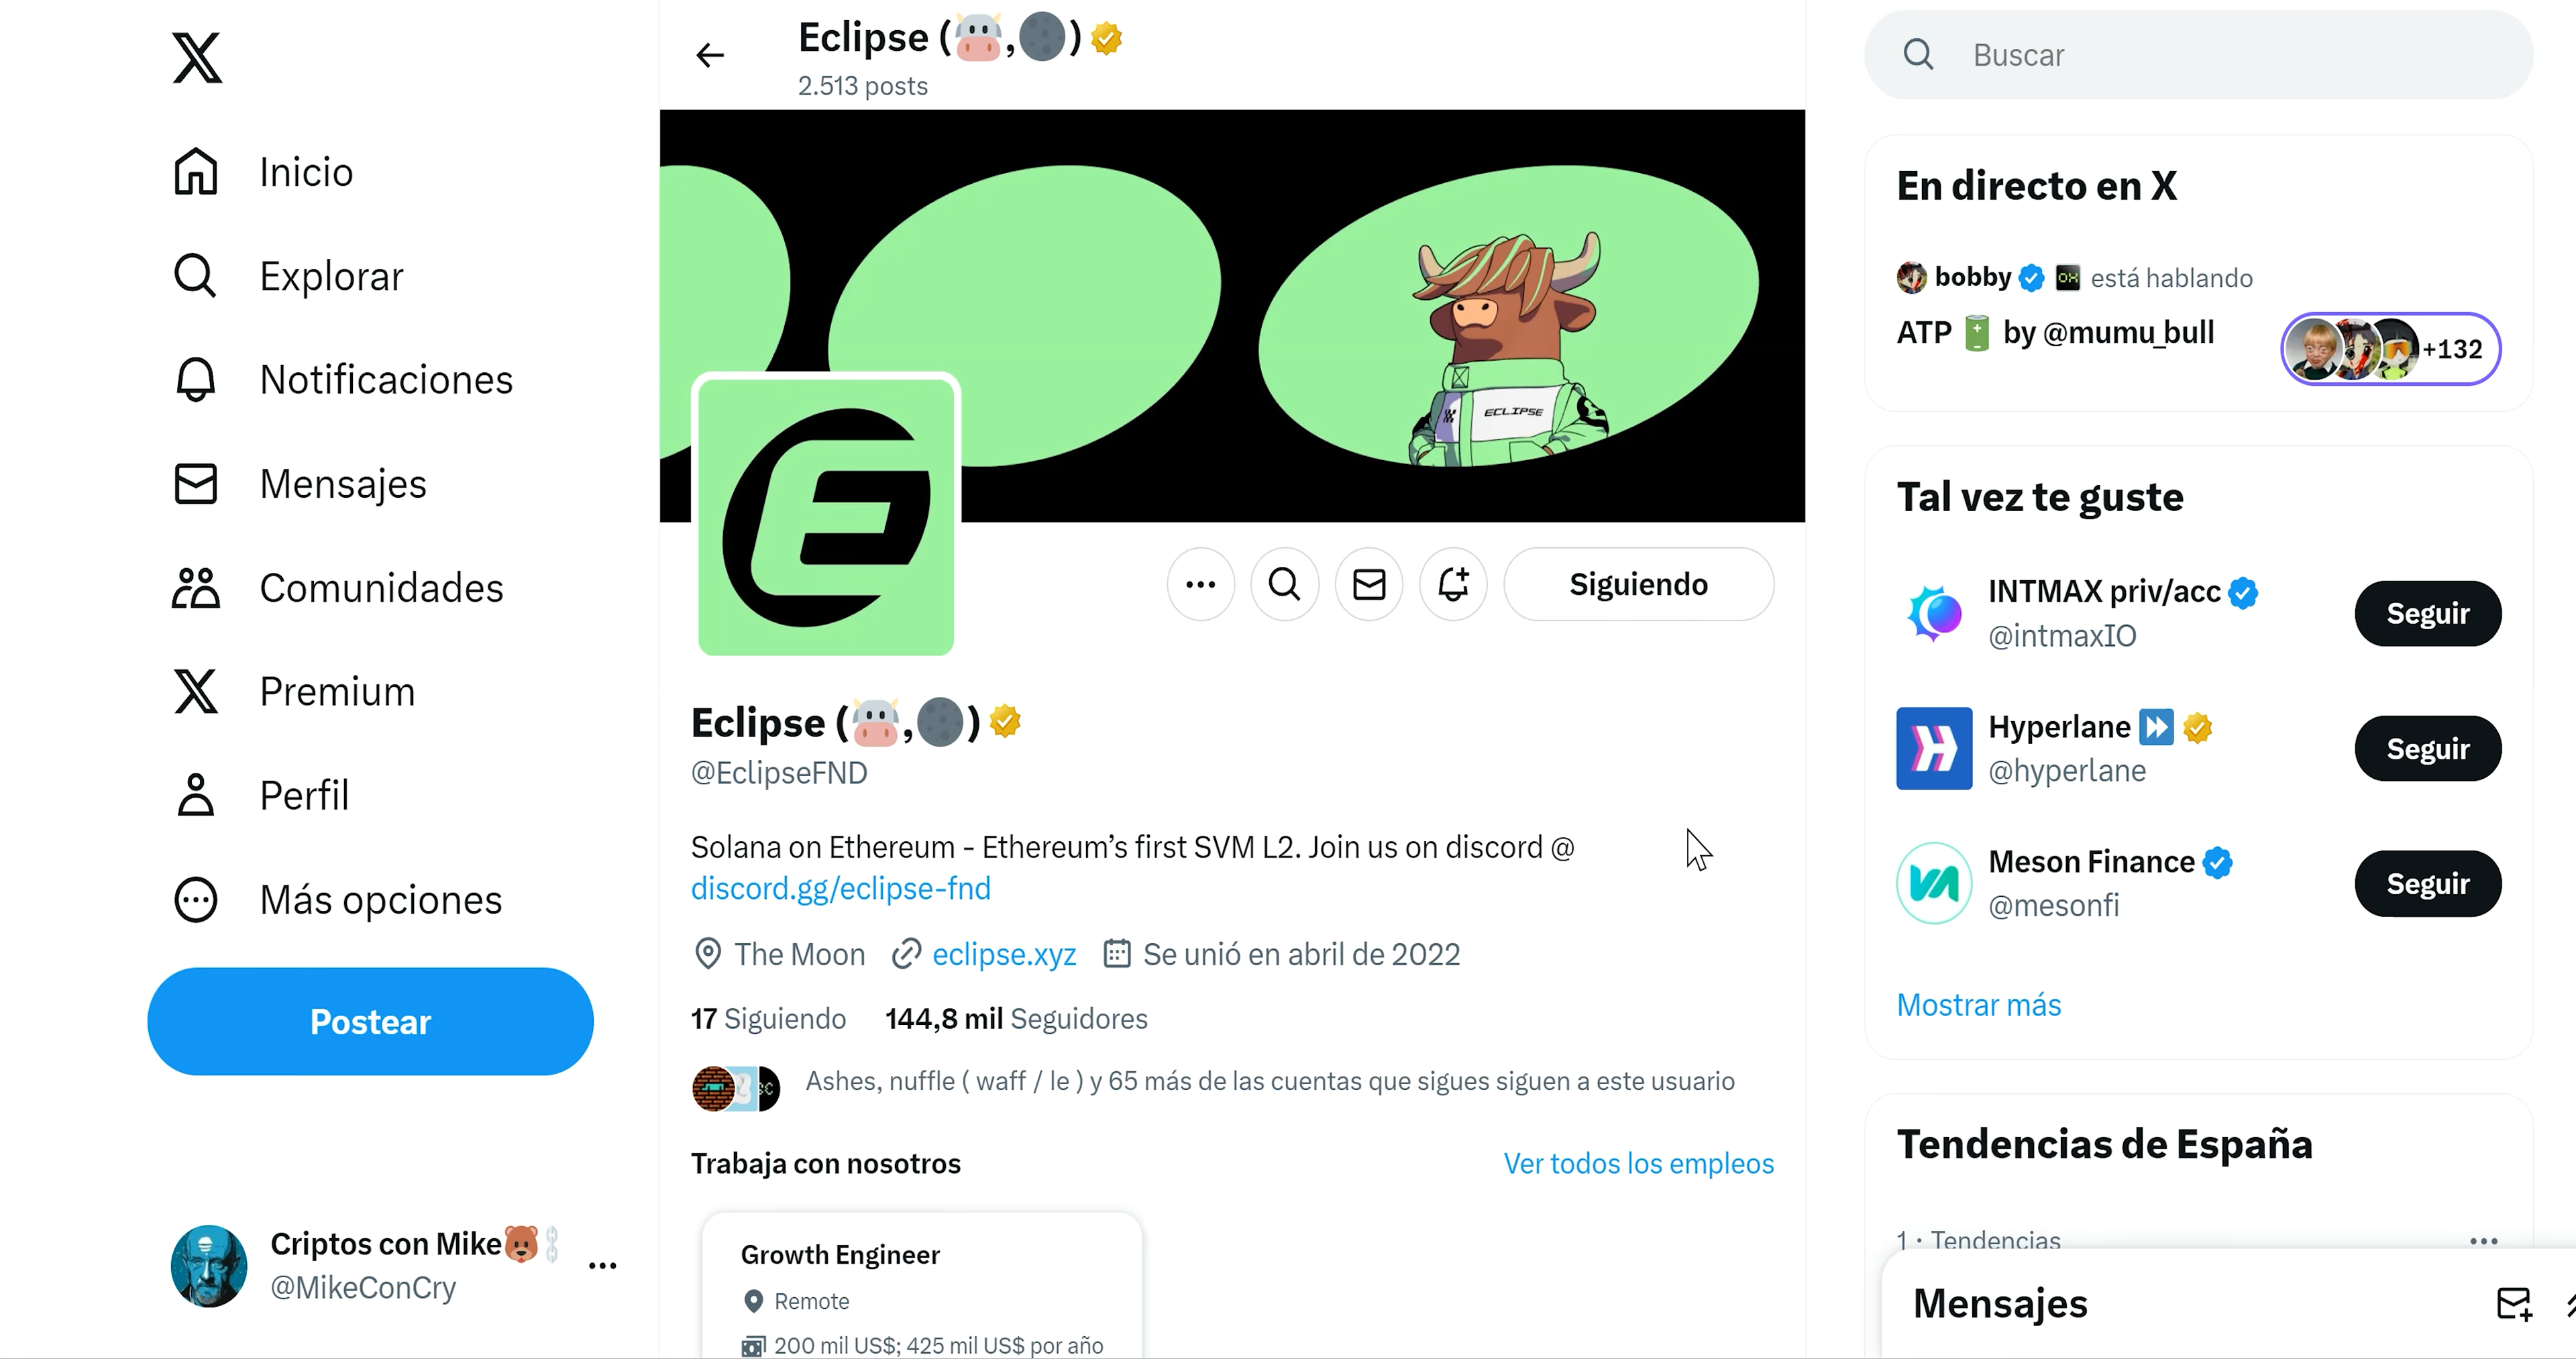 Inicio
Explorar
Notificaciones
Mensajes
Comunidades
Premium
Perfil
Más opciones
Postear
Criptos con Mike🐻⛓️
@MikeConCry
Eclipse (🐮,🌑)
2.513 posts
ECLIPSE
Siguiendo
Eclipse (🐮,🌑)
@EclipseFND
Solana on Ethereum - Ethereum’s first SVM L2. Join us on discord @
discord.gg/eclipse-fnd
The Moon eclipse.xyz Se unió en abril de 2022
17 Siguiendo 144,8 mil Seguidores
Ashes, nuffle ( waff / le ) y 65 más de las cuentas que sigues siguen a este usuario
Trabaja con nosotros Ver todos los empleos
Growth Engineer
Remote
200 mil US$; 425 mil US$ por año
Buscar
En directo en X
bobby está hablando
ATP 🔋 by @mumu_bull
+132
Tal vez te guste
INTMAX priv/acc
@intmaxIO
Seguir
Hyperlane ⏩
@hyperlane
Seguir
Meson Finance
@mesonfi
Seguir
Mostrar más
Tendencias de España
1 · Tendencias
Mensajes